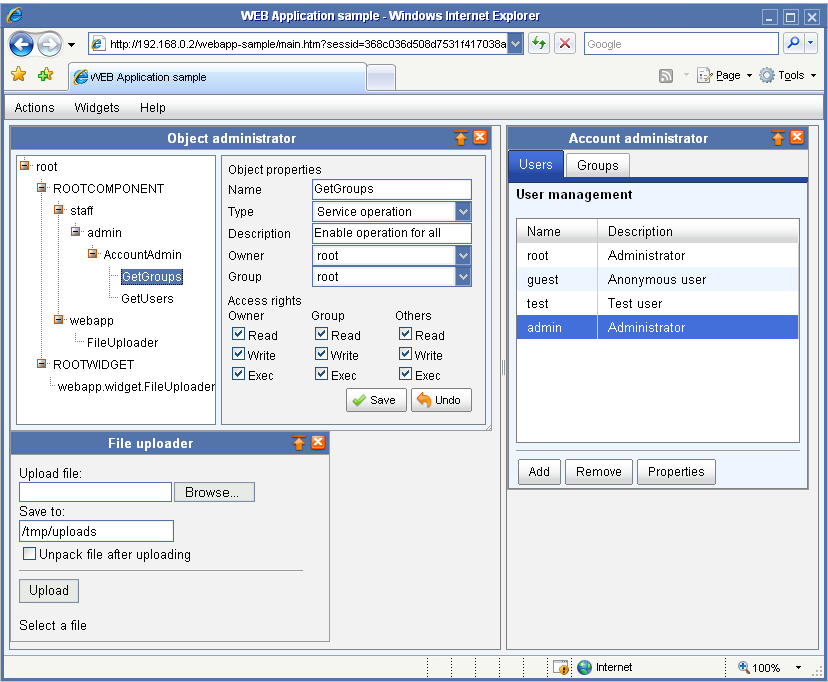 WEB Application sample - Windows Internet Explorer
http://192.168.0.2/webapp-sample/main.htm?sessid=368c036d508d7531f417038a
Google
WEB Application sample
Page
Tools
Actions Widgets Help
Object administrator
root
ROOTCOMPONENT
staff
admin
AccountAdmin
GetGroups
GetUsers
webapp
FileUploader
ROOTWIDGET
webapp.widget.FileUploader
Object properties
Name GetGroups
Type Service operation
Description Enable operation for all
Owner root
Group root
Access rights
Owner Group Others
Read Read Read
Write Write Write
Exec Exec Exec
Save Undo
File uploader
Upload file:
Browse...
Save to:
/tmp/uploads
Unpack file after uploading
Upload
Select a file
Account administrator
Users Groups
User management
Name Description
root Administrator
guest Anonymous user
test Test user
admin Administrator
Add Remove Properties
Internet 100%